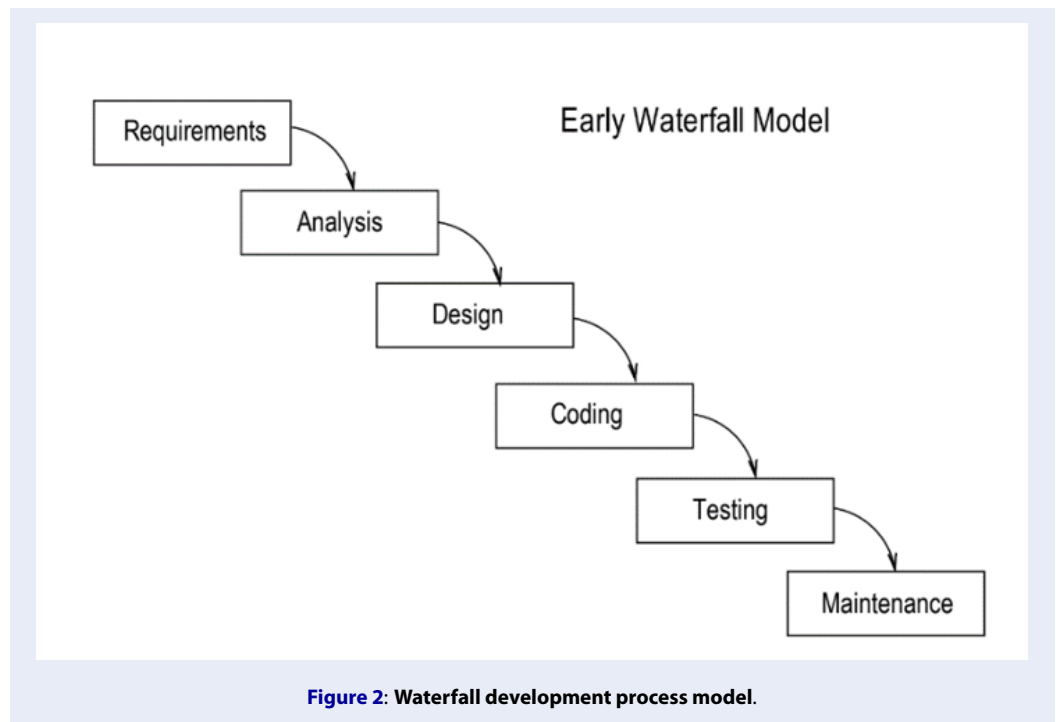 Early Waterfall Model
Requirements
Analysis
Design
Coding
Testing
Maintenance
Figure 2: Waterfall development process model.